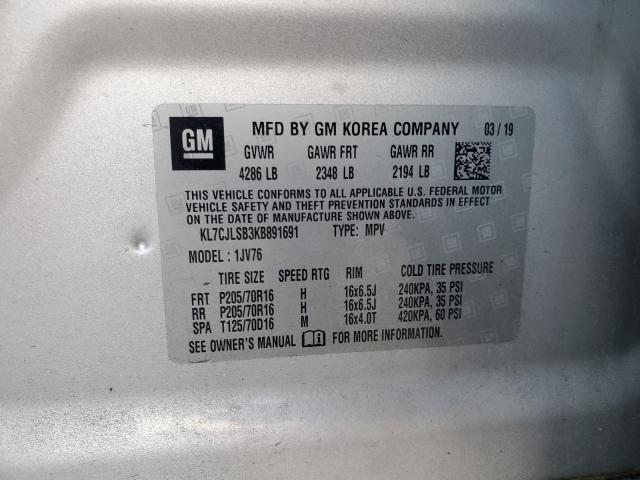 GM MFD BY GM KOREA COMPANY 03 / 19
GVWR GAWR FRT GAWR RR
4286 LB 2348 LB 2194 LB
THIS VEHICLE CONFORMS TO ALL APPLICABLE U.S. FEDERAL MOTOR
VEHICLE SAFETY AND THEFT PREVENTION STANDARDS IN EFFECT
ON THE DATE OF MANUFACTURE SHOWN ABOVE.
KL7CJLSB3KB891691 TYPE: MPV
MODEL : 1JV76
TIRE SIZE SPEED RTG RIM COLD TIRE PRESSURE
FRT P205/70R16 H 16x6.5J 240KPA, 35 PSI
RR P205/70R16 H 16x6.5J 240KPA, 35 PSI
SPA T125/70D16 M 16x4.0T 420KPA, 60 PSI
SEE OWNER'S MANUAL FOR ADDITIONAL INFORMATION.